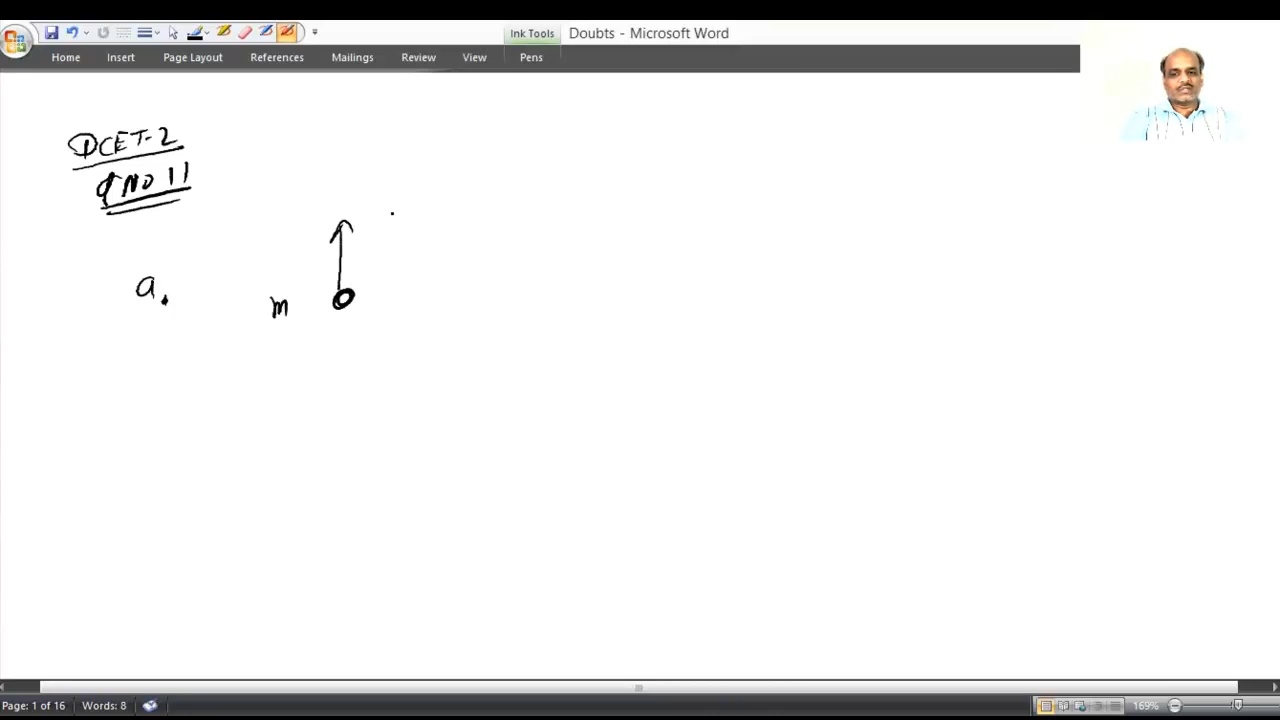 Ink Tools
Doubts - Microsoft Word
Home Insert Page Layout References Mailings Review View Pens
DCET-2
QNO 11
a.
m
Page: 1 of 16 Words: 8 169%